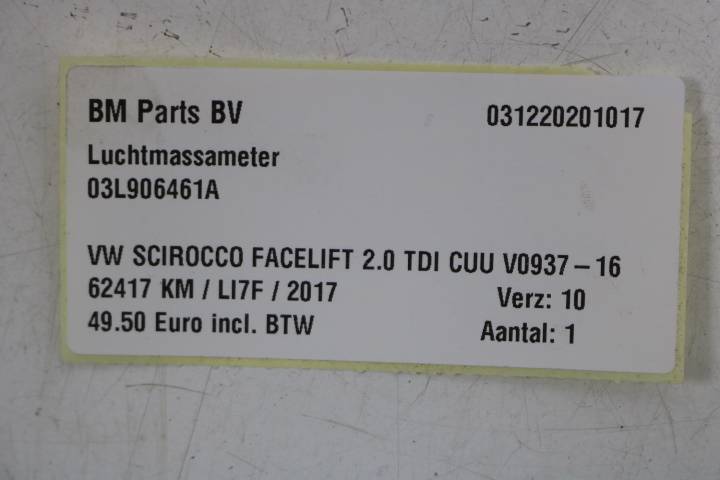 BM Parts BV 031220201017
Luchtmassameter
03L906461A
VW SCIROCCO FACELIFT 2.0 TDI CUU V0937-16
62417 KM / LI7F / 2017 Verz: 10
49.50 Euro incl. BTW Aantal: 1